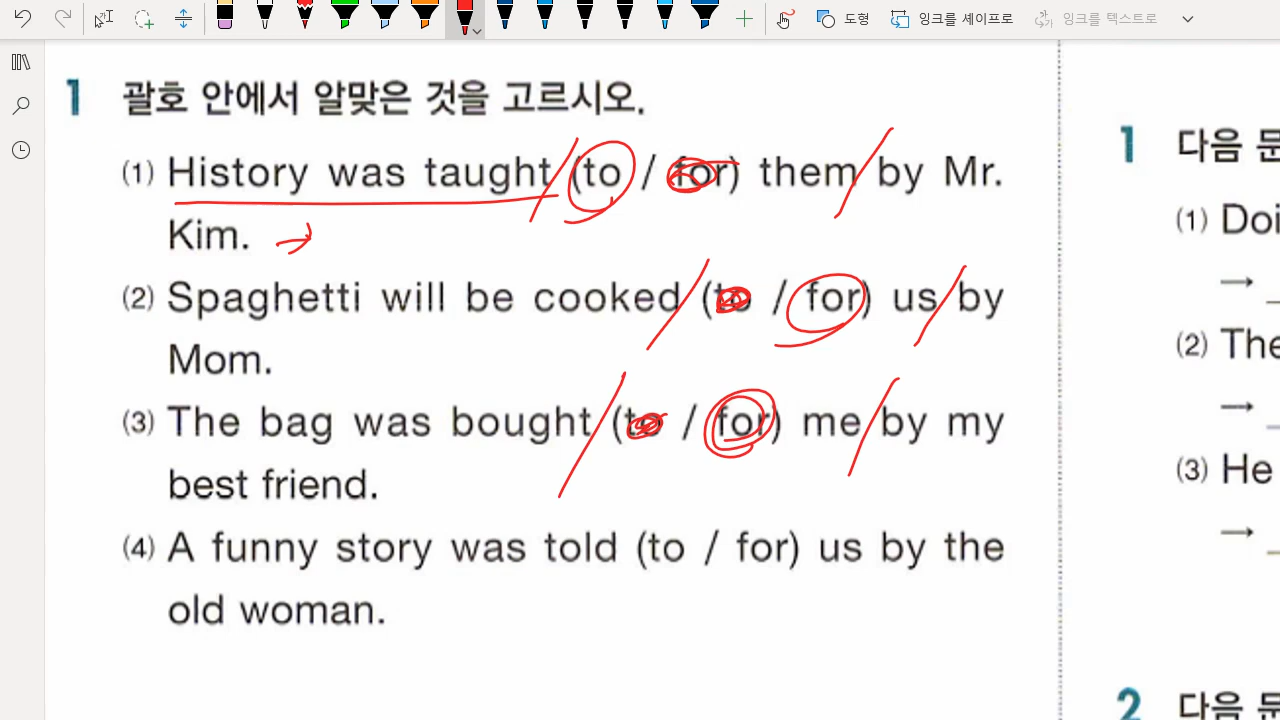 도형
잉크를 셰이프로
잉크를 텍스트로
1 괄호 안에서 알맞은 것을 고르시오.
(1) History was taught (to / for) them by Mr.
Kim.
(2) Spaghetti will be cooked (to / for) us by
Mom.
(3) The bag was bought (to / for) me by my
best friend.
(4) A funny story was told (to / for) us by the
old woman.
1 다음
(1) Doi
→
(2) The
→
(3) He
→
2 다음